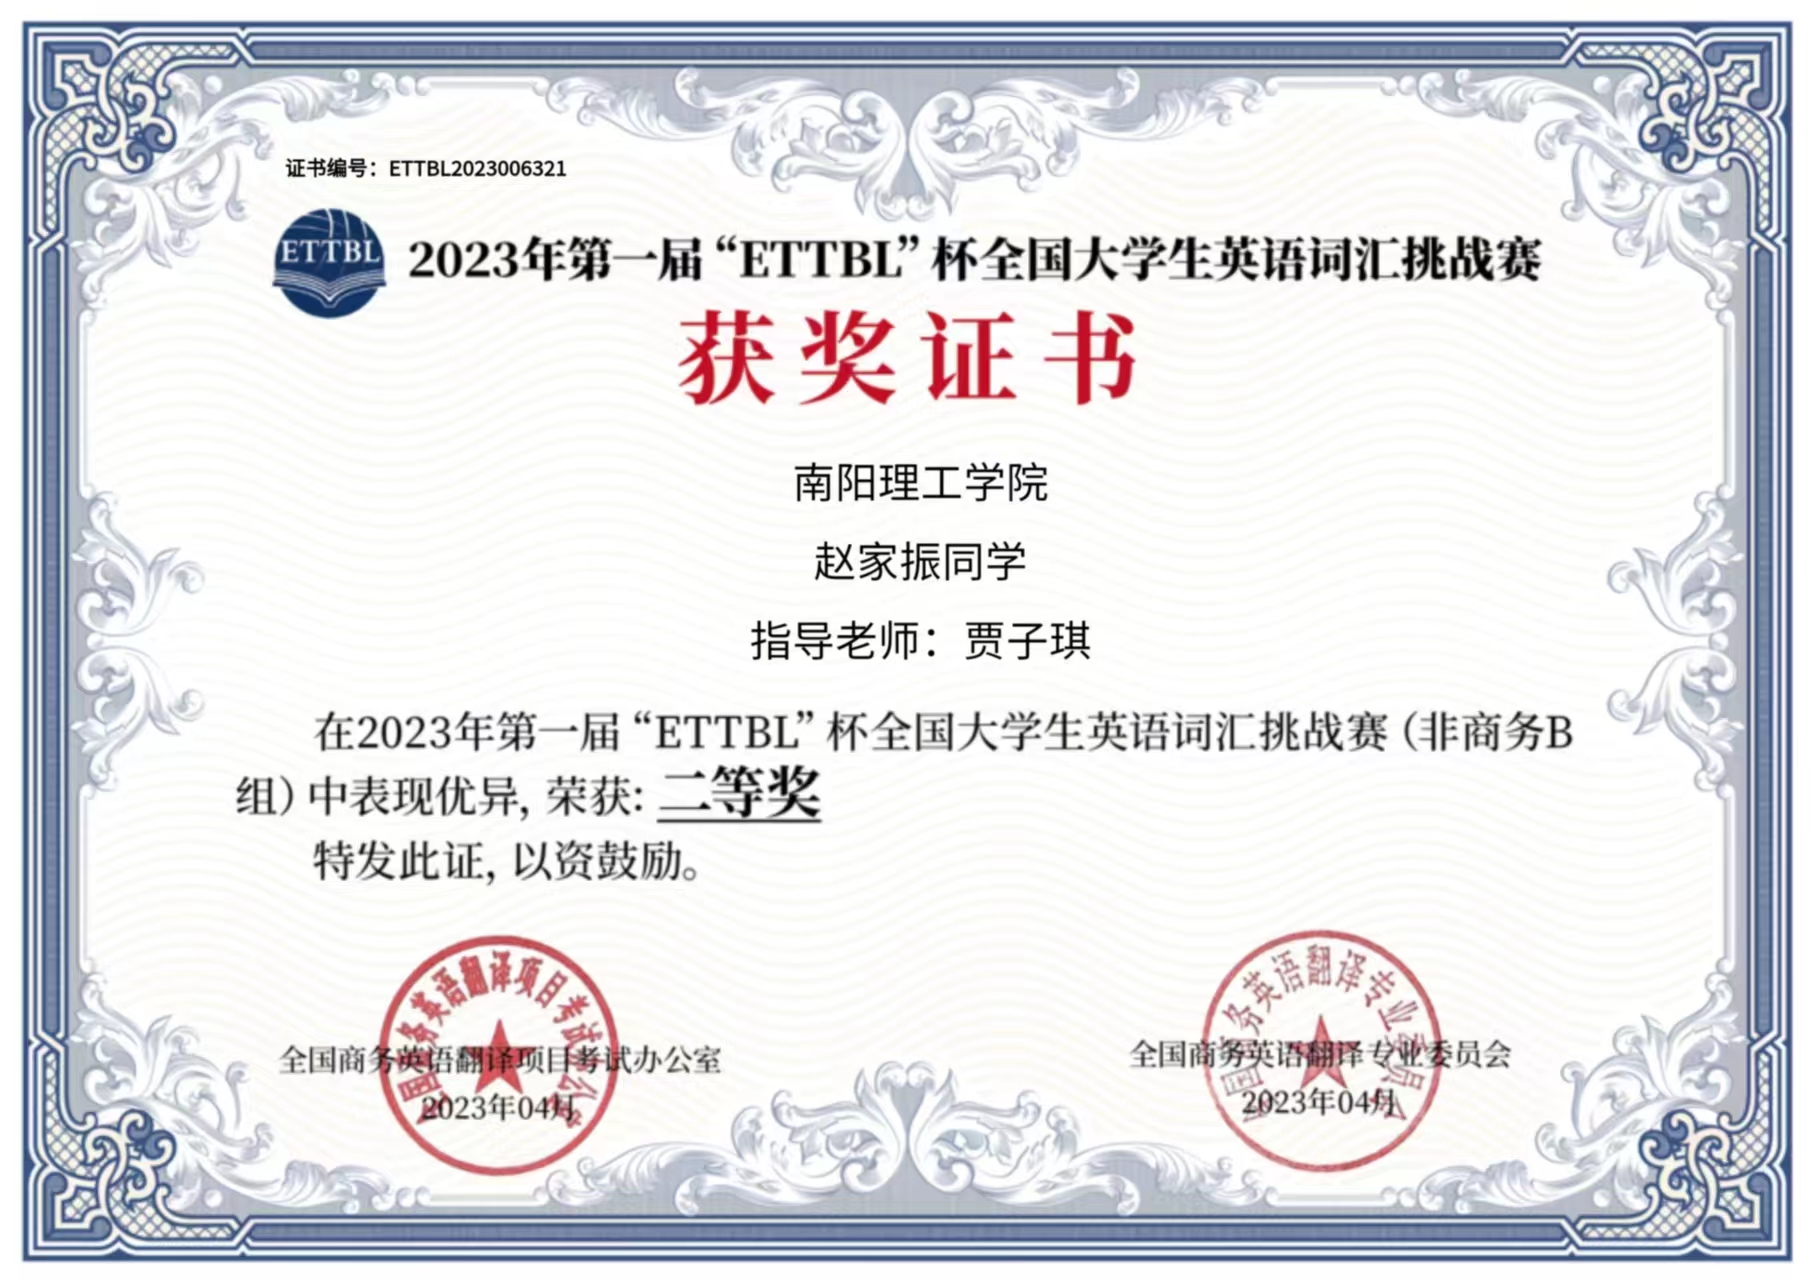 证书编号：ETTBL2023006321
ETTBL
2023年第一届“ETTBL”杯全国大学生英语词汇挑战赛
获奖证书
南阳理工学院
赵家振同学
指导老师：贾子琪
在2023年第一届“ETTBL”杯全国大学生英语词汇挑战赛（非商务B
组）中表现优异, 荣获: 二等奖
特发此证, 以资鼓励。
全国商务英语翻译项目考试办公室
全国商务英语翻译项目考试办公室
2023年04月
全国商务英语翻译专业委员会
全国商务英语翻译专业委员会
2023年04月